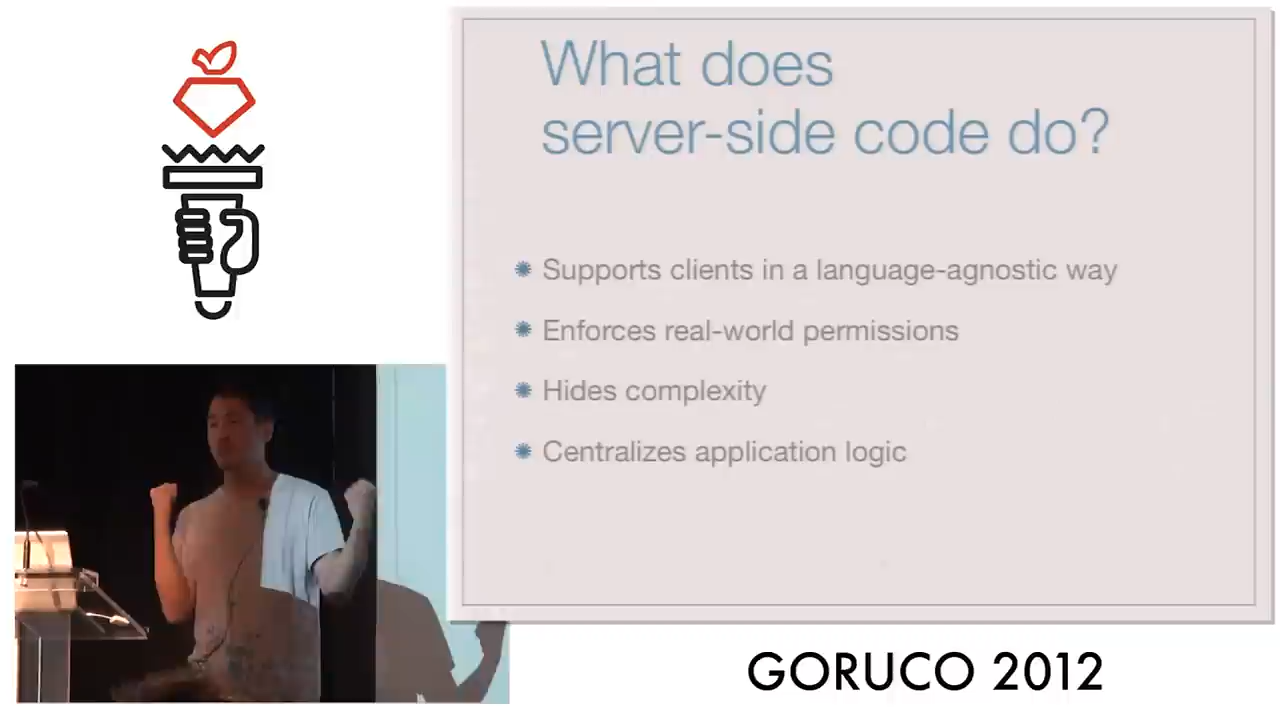 What does
server-side code do?
Supports clients in a language-agnostic way
Enforces real-world permissions
Hides complexity
Centralizes application logic
GORUCO 2012